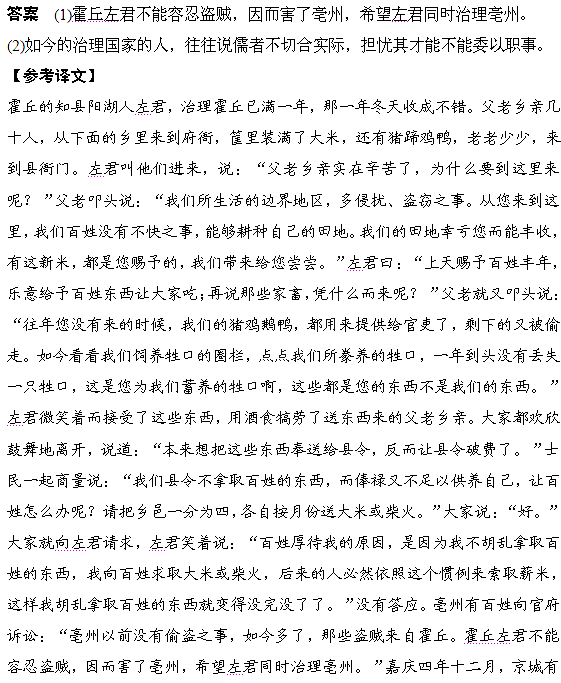 答案　(1)霍丘左君不能容忍盗贼，因而害了亳州，希望左君同时治理亳州。
(2)如今的治理国家的人，往往说儒者不切合实际，担忧其才能不能委以职事。
【参考译文】
霍丘的知县阳湖人左君，治理霍丘已满一年，那一年冬天收成不错。父老乡亲几
十人，从下面的乡里来到府衙，筐里装满了大米，还有猪蹄鸡鸭，老老少少，来
到县衙门。左君叫他们进来，说：“父老乡亲实在辛苦了，为什么要到这里来
呢？”父老叩头说：“我们所生活的边界地区，多侵扰、盗窃之事。从您来到这
里，我们百姓没有不快之事，能够耕种自己的田地。我们的田地幸亏您而能丰收，
有这新米，都是您赐予的，我们带来给您尝尝。”左君曰：“上天赐予百姓丰年，
乐意给予百姓东西让大家吃；再说那些家畜，凭什么而来呢？”父老就又叩头说：
“往年您没有来的时候，我们的猪鸡鹅鸭，都用来提供给官吏了，剩下的又被偷
走。如今看看我们饲养牲口的圈栏，点点我们所豢养的牲口，一年到头没有丢失
一只牲口，这是您为我们蓄养的牲口啊，这些都是您的东西不是我们的东西。”
左君微笑着而接受了这些东西，用酒食犒劳了送东西来的父老乡亲。大家都欢欣
鼓舞地离开，说道：“本来想把这些东西奉送给县令，反而让县令破费了。”士
民一起商量说：“我们县令不拿取百姓的东西，而俸禄又不足以供养自己，让百
姓怎么办呢？请把乡邑一分为四，各自按月份送大米或柴火。”大家说：“好。”
大家就向左君请求，左君笑着说：“百姓厚待我的原因，是因为我不胡乱拿取百
姓的东西，我向百姓求取大米或柴火，后来的人必然依照这个惯例来索取薪米，
这样我胡乱拿取百姓的东西就变得没完没了了。”没有答应。亳州有百姓向官府
诉讼：“亳州以前没有偷盗之事，如今多了，那些盗贼来自霍丘。霍丘左君不能
容忍盗贼，因而害了亳州，希望左君同时治理亳州。”嘉庆四年十二月，京城有